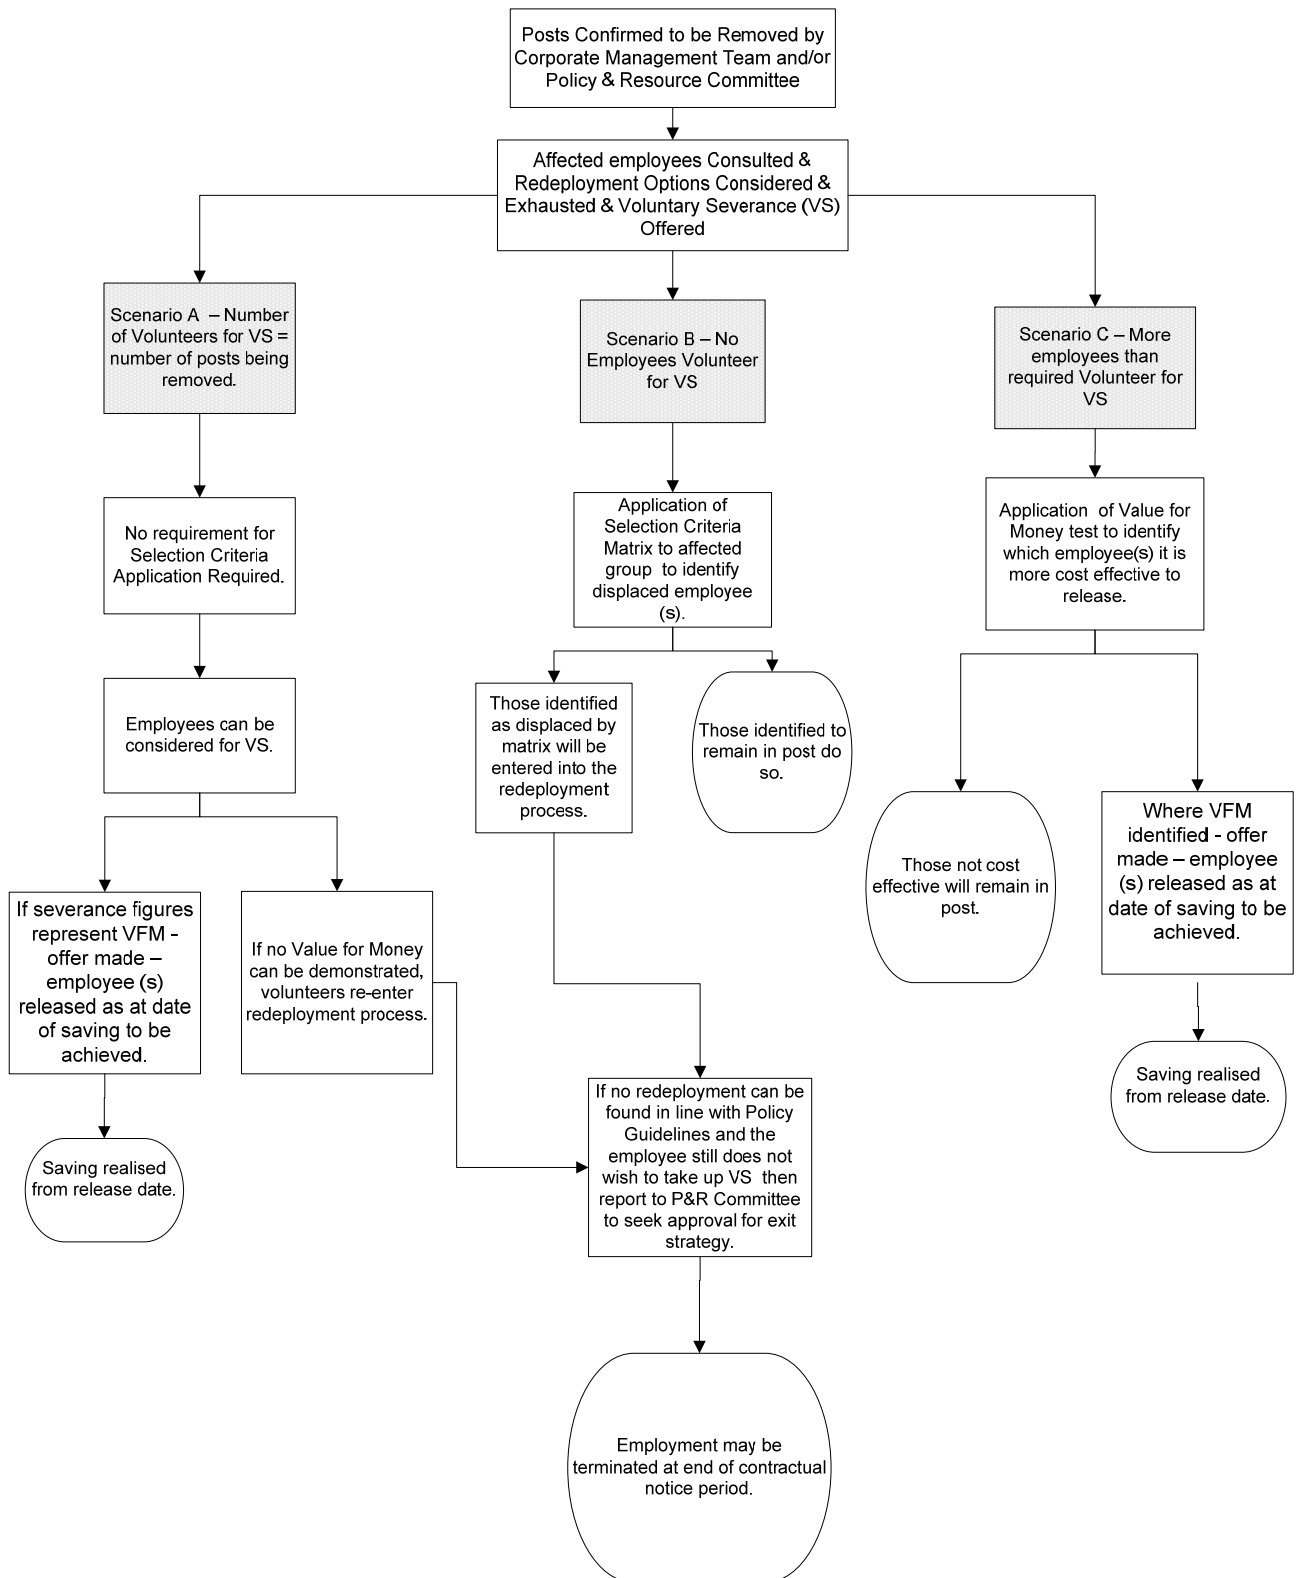 Posts Confirmed to be Removed by
Corporate Management Team and/or
Policy & Resource Committee
Affected employees Consulted &
Redeployment Options Considered &
Exhausted & Voluntary Severance (VS)
Offered
Scenario A – Number
of Volunteers for VS =
number of posts being
removed.
Scenario B – No
Employees Volunteer
for VS
Scenario C – More
employees than
required Volunteer for
VS
No requirement for
Selection Criteria
Application Required.
Application of
Selection Criteria
Matrix to affected
group to identify
displaced employee
(s).
Application of Value for
Money test to identify
which employee(s) it is
more cost effective to
release.
Employees can be
considered for VS.
Those identified
as displaced by
matrix will be
entered into the
redeployment
process.
Those identified to
remain in post do
so.
Those not cost
effective will remain in
post.
Where VFM
identified - offer
made – employee
(s) released as at
date of saving to be
achieved.
If severance figures
represent VFM -
offer made –
employee (s)
released as at date
of saving to be
achieved.
If no Value for Money
can be demonstrated,
volunteers re-enter
redeployment process.
Saving realised
from release date.
If no redeployment can be
found in line with Policy
Guidelines and the
employee still does not
wish to take up VS then
report to P&R Committee
to seek approval for exit
strategy.
Saving realised
from release date.
Employment may be
terminated at end of contractual
notice period.